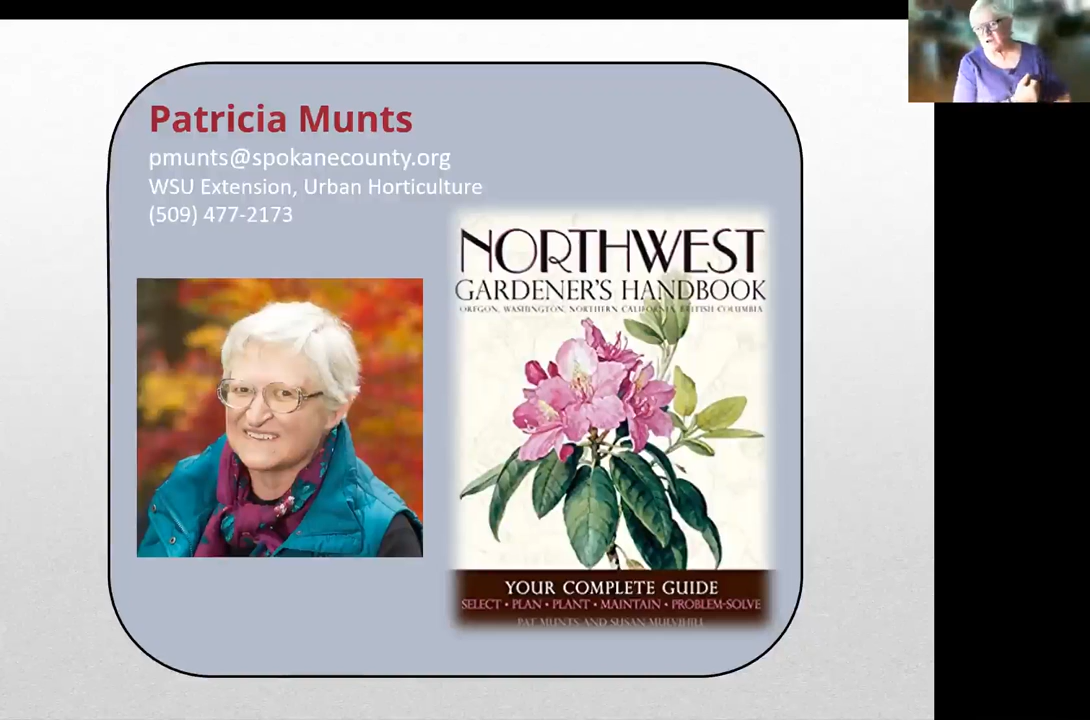 Patricia Munts
pmunts@spokanecounty.org
WSU Extension, Urban Horticulture
(509) 477-2173
NORTHWEST
GARDENER'S HANDBOOK
OREGON, WASHINGTON, NORTHERN CALIFORNIA, BRITISH COLUMBIA
YOUR COMPLETE GUIDE
SELECT • PLAN • PLANT • MAINTAIN • PROBLEM-SOLVE
PAT MUNTS AND SUSAN MULVIHILL